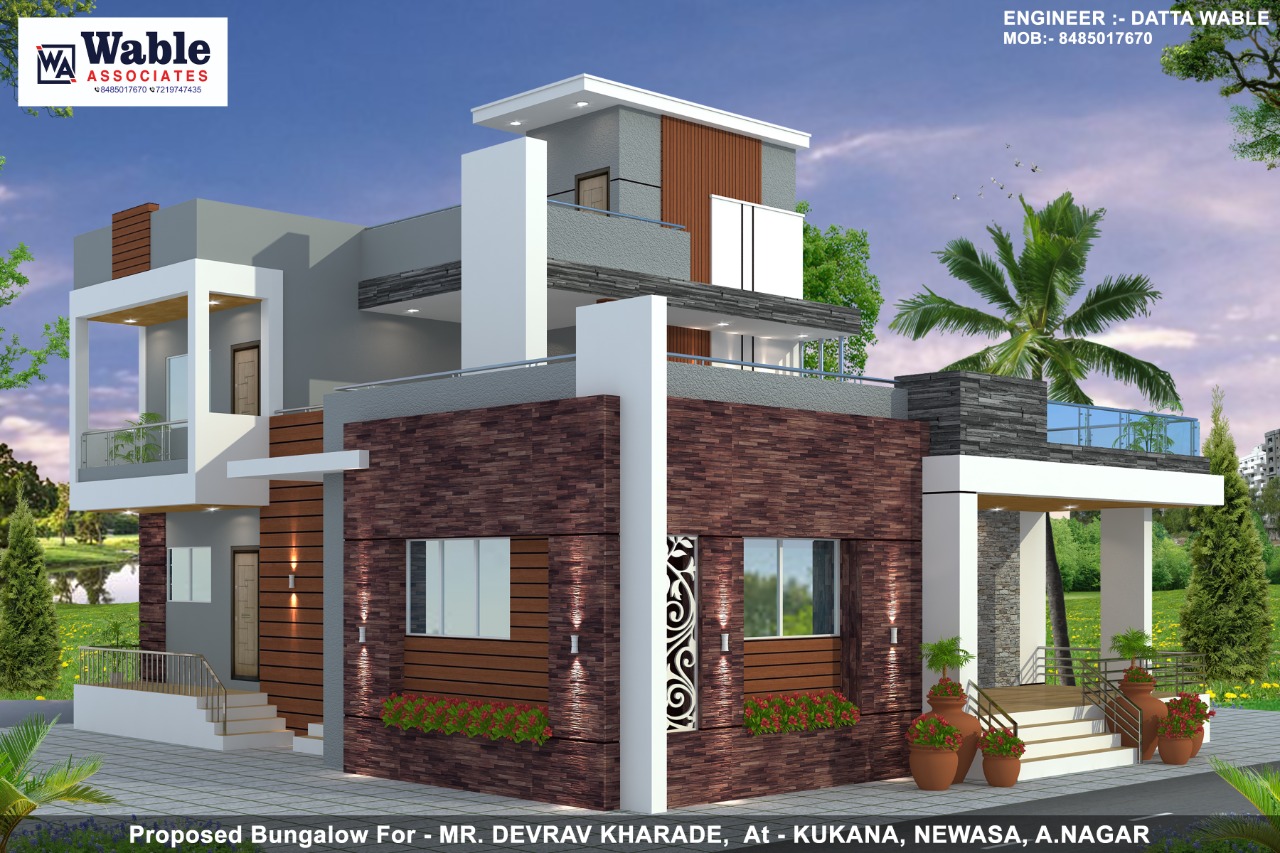 WA Wable
ASSOCIATES
8485017670 7219747435
ENGINEER :- DATTA WABLE
MOB:- 8485017670
Proposed Bungalow For - MR. DEVRAV KHARADE, At - KUKANA, NEWASA, A.NAGAR